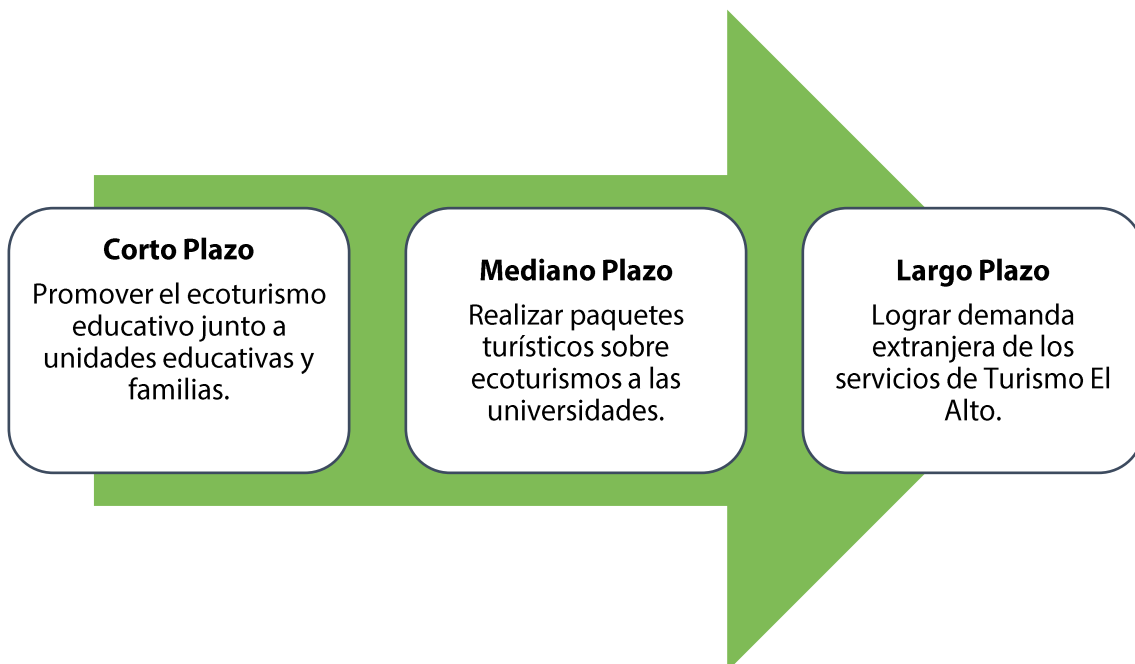 Corto Plazo
Promover el ecoturismo
educativo junto a
unidades educativas y
familias.
Mediano Plazo
Realizar paquetes
turísticos sobre
ecoturismos a las
universidades.
Largo Plazo
Lograr demanda
extranjera de los
servicios de Turismo El
Alto.